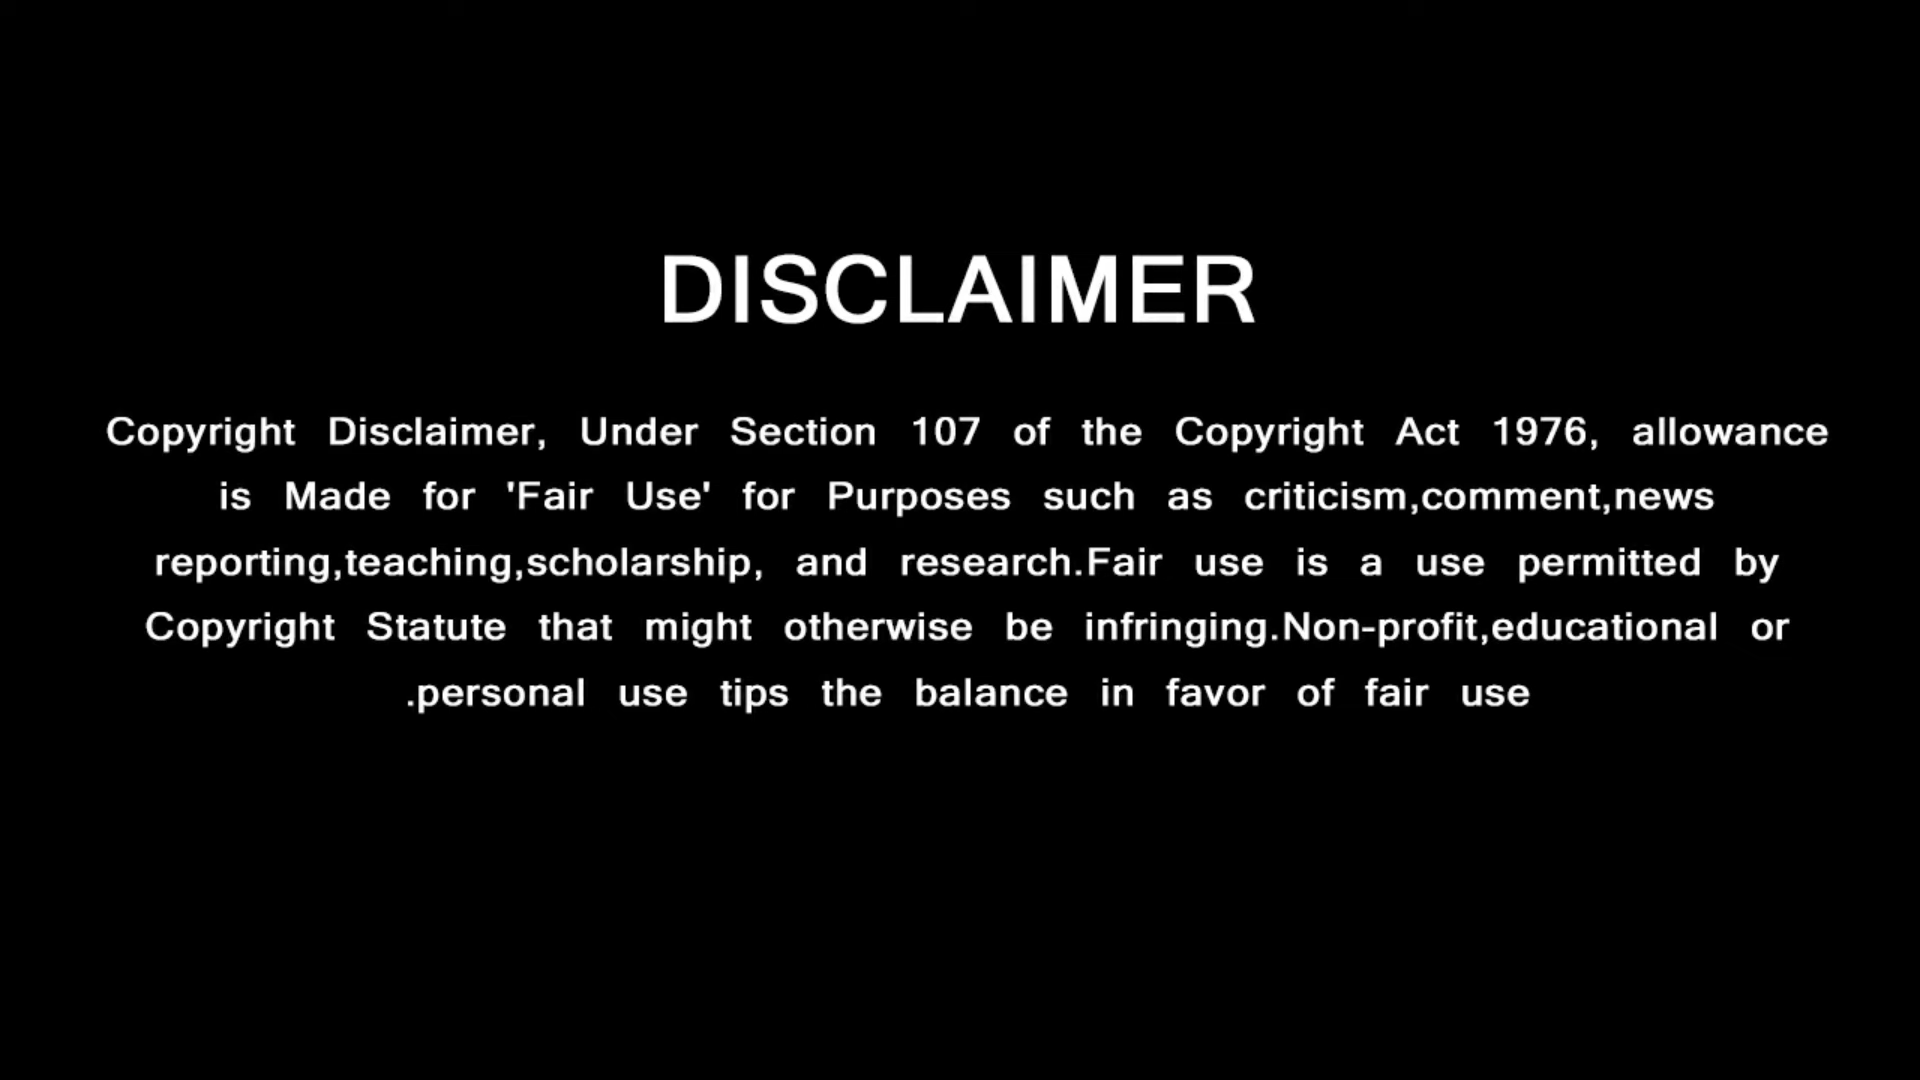 DISCLAIMER
Copyright Disclaimer, Under Section 107 of the Copyright Act 1976, allowance
is Made for 'Fair Use' for Purposes such as criticism,comment,news
reporting,teaching,scholarship, and research.Fair use is a use permitted by
Copyright Statute that might otherwise be infringing.Non-profit,educational or
.personal use tips the balance in favor of fair use